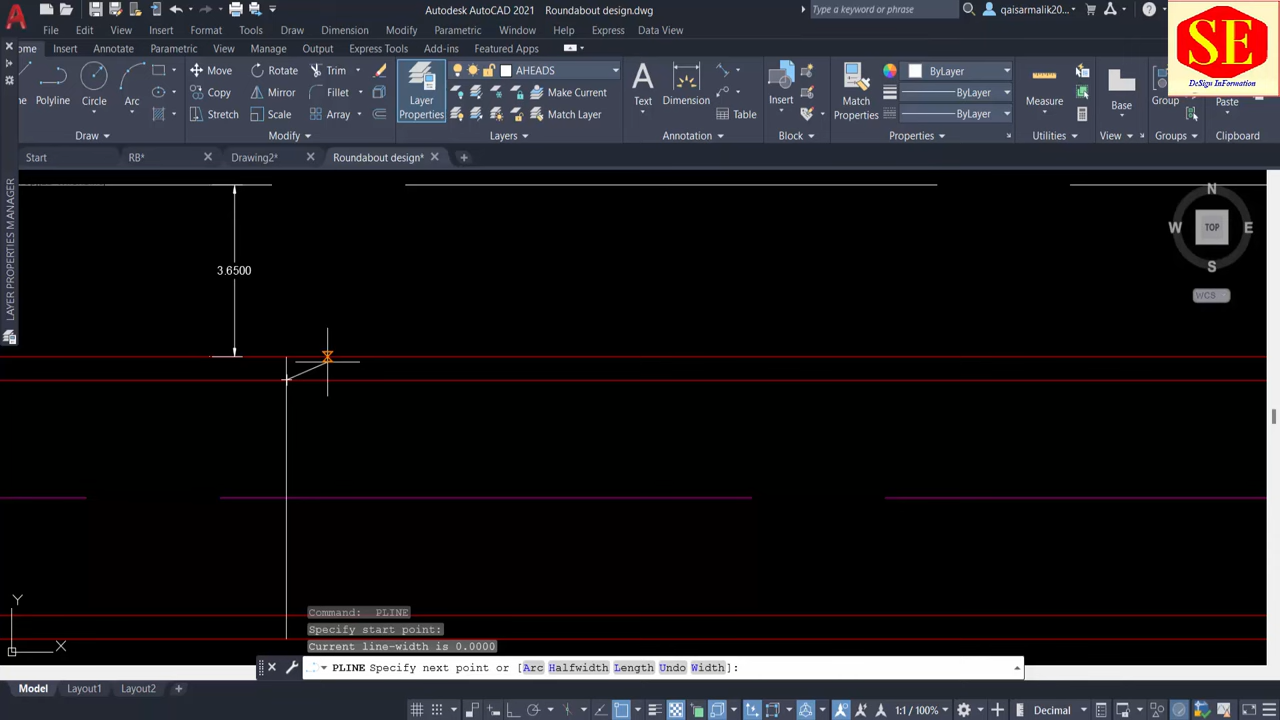 Autodesk AutoCAD 2021 Roundabout design.dwg
Type a keyword or phrase
qaisarmalik20...
File Edit View Insert Format Tools Draw Dimension Modify Parametric Window Help Express Data View
ome Insert Annotate Parametric View Manage Output Express Tools Add-ins Featured Apps
SE
DeSign InFormation
Polyline Circle Arc
Move Rotate Trim
Copy Mirror Fillet
Stretch Scale Array
Layer Properties
AHEADS
Make Current
Match Layer
Text Dimension Table
Insert
Match Properties
ByLayer
ByLayer
ByLayer
Measure
Group
Base
Paste
Draw Modify Layers Annotation Block Properties Utilities View Groups Clipboard
Start RB* Drawing2* Roundabout design*
LAYER PROPERTIES MANAGER
N
W TOP E
S
WCS
3.6500
Y
X
Command: PLINE
Specify start point:
Current line-width is 0.0000
PLINE Specify next point or [Arc Halfwidth Length Undo Width]:
Model Layout1 Layout2
1:1 / 100% Decimal